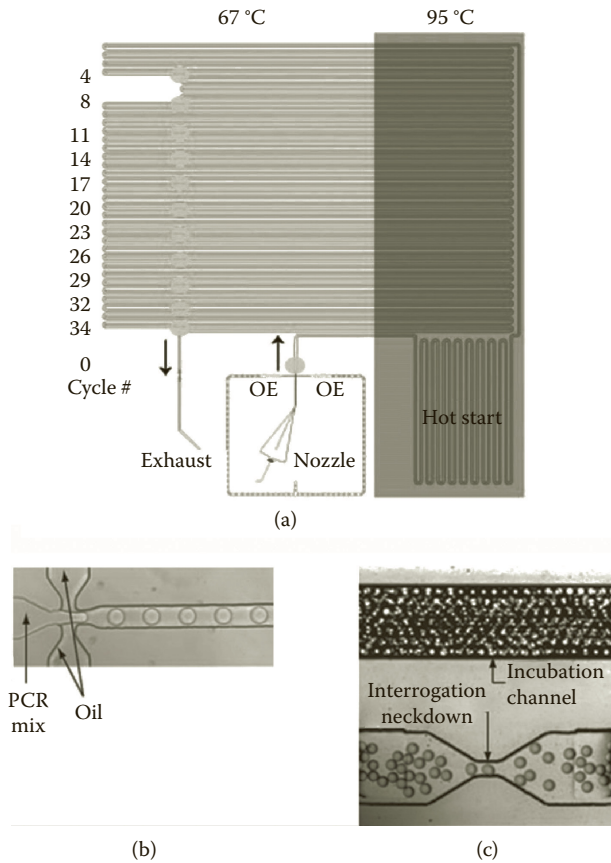 67 °C
95 °C
4
8
11
14
17
20
23
26
29
32
34
0
Cycle #
OE
OE
Hot start
Exhaust
Nozzle
(a)
PCR
mix
Oil
(b)
Incubation
channel
Interrogation
neckdown
(c)